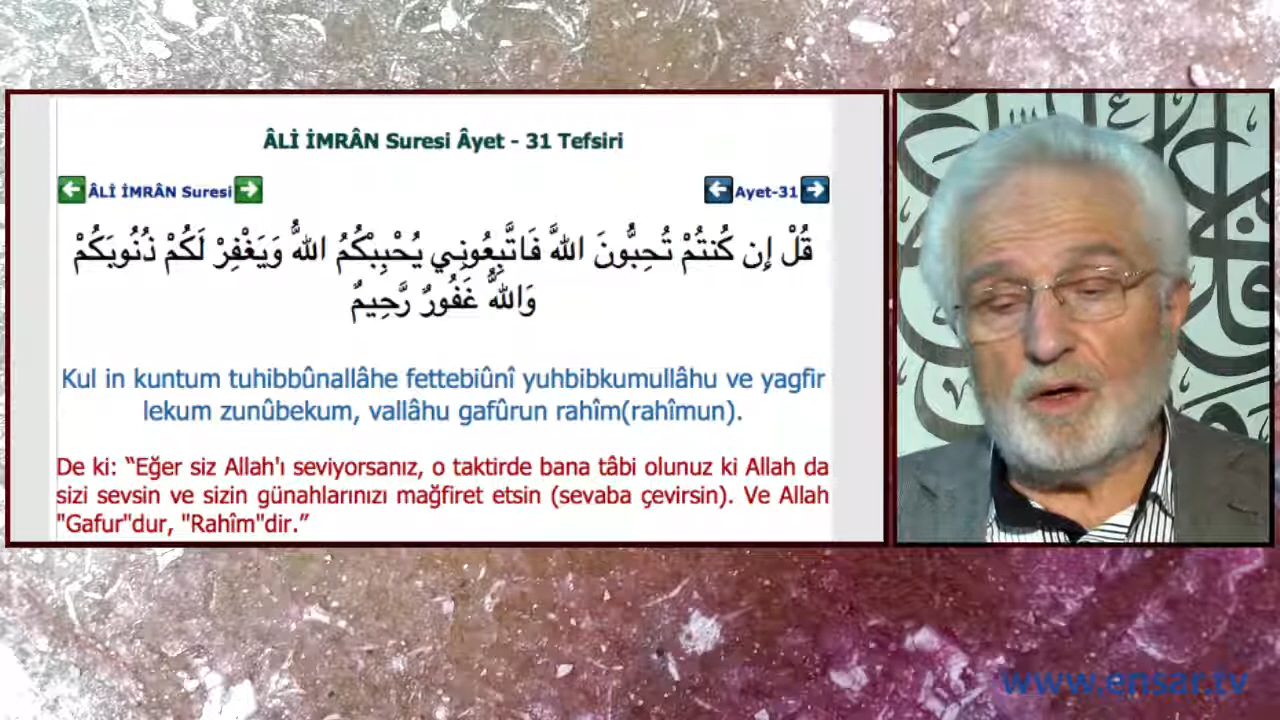 ÂLİ İMRÂN Suresi Âyet - 31 Tefsiri
ÂLİ İMRÂN Suresi
Ayet-31
قُلْ إِن كُنتُمْ تُحِبُّونَ اللّهَ فَاتَّبِعُونِي يُحْبِبْكُمُ اللّهُ وَيَغْفِرْ لَكُمْ ذُنُوبَكُمْ
وَاللّهُ غَفُورٌ رَّحِيمٌ
Kul in kuntum tuhibbûnallâhe fettebiûnî yuhbibkumullâhu ve yagfir
lekum zunûbekum, vallâhu gafûrun rahîm(rahîmun).
De ki: “Eğer siz Allah'ı seviyorsanız, o taktirde bana tâbi olunuz ki Allah da
sizi sevsin ve sizin günahlarınızı mağfiret etsin (sevaba çevirsin). Ve Allah
"Gafur"dur, "Rahîm"dir.”
www.ensar.tv